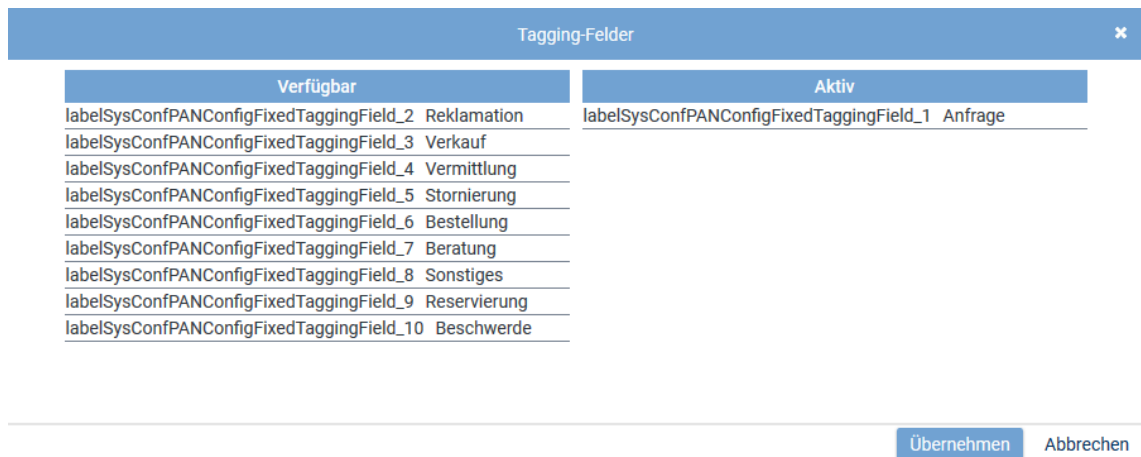 Tagging-Felder
Verfügbar
labelSysConfPANConfigFixedTaggingField_2 Reklamation
labelSysConfPANConfigFixedTaggingField_3 Verkauf
labelSysConfPANConfigFixedTaggingField_4 Vermittlung
labelSysConfPANConfigFixedTaggingField_5 Stornierung
labelSysConfPANConfigFixedTaggingField_6 Bestellung
labelSysConfPANConfigFixedTaggingField_7 Beratung
labelSysConfPANConfigFixedTaggingField_8 Sonstiges
labelSysConfPANConfigFixedTaggingField_9 Reservierung
labelSysConfPANConfigFixedTaggingField_10 Beschwerde
Aktiv
labelSysConfPANConfigFixedTaggingField_1 Anfrage
Übernehmen Abbrechen